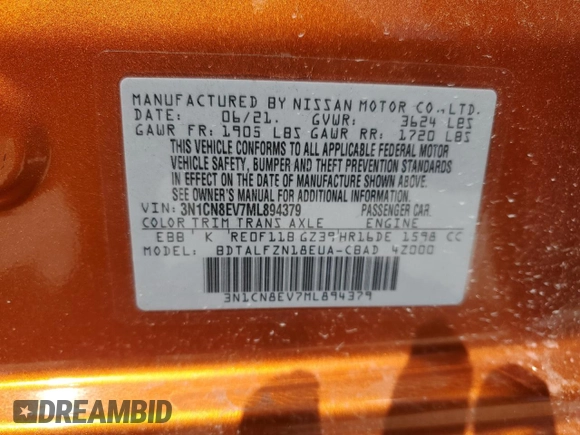 MANUFACTURED BY NISSAN MOTOR CO., LTD.
DATE: 06/21. GVWR: 3624 LBS
GAWR FR: 1905 LBS GAWR RR: 1720 LBS
THIS VEHICLE CONFORMS TO ALL APPLICABLE FEDERAL MOTOR
VEHICLE SAFETY, BUMPER AND THEFT PREVENTION STANDARDS
IN EFFECT ON THE DATE OF MANUFACTURE SHOWN ABOVE.
SEE OWNER'S MANUAL FOR ADDITIONAL INFORMATION.
VIN: 3N1CN8EV7ML894379 PASSENGER CAR.
COLOR TRIM TRANS AXLE ENGINE
EBB' K RE0F11B GZ39' HR16DE 1598 CC
MODEL: BDTALFZN18EUA-CBAD 4Z000
3N1CN8EV7ML894379
DREAMBID